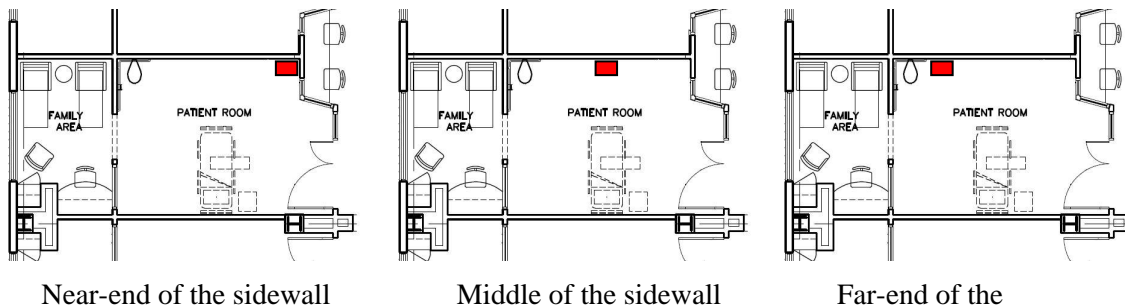 FAMILY
AREA
PATIENT ROOM
FAMILY
AREA
PATIENT ROOM
FAMILY
AREA
PATIENT ROOM
Near-end of the sidewall
Middle of the sidewall
Far-end of the